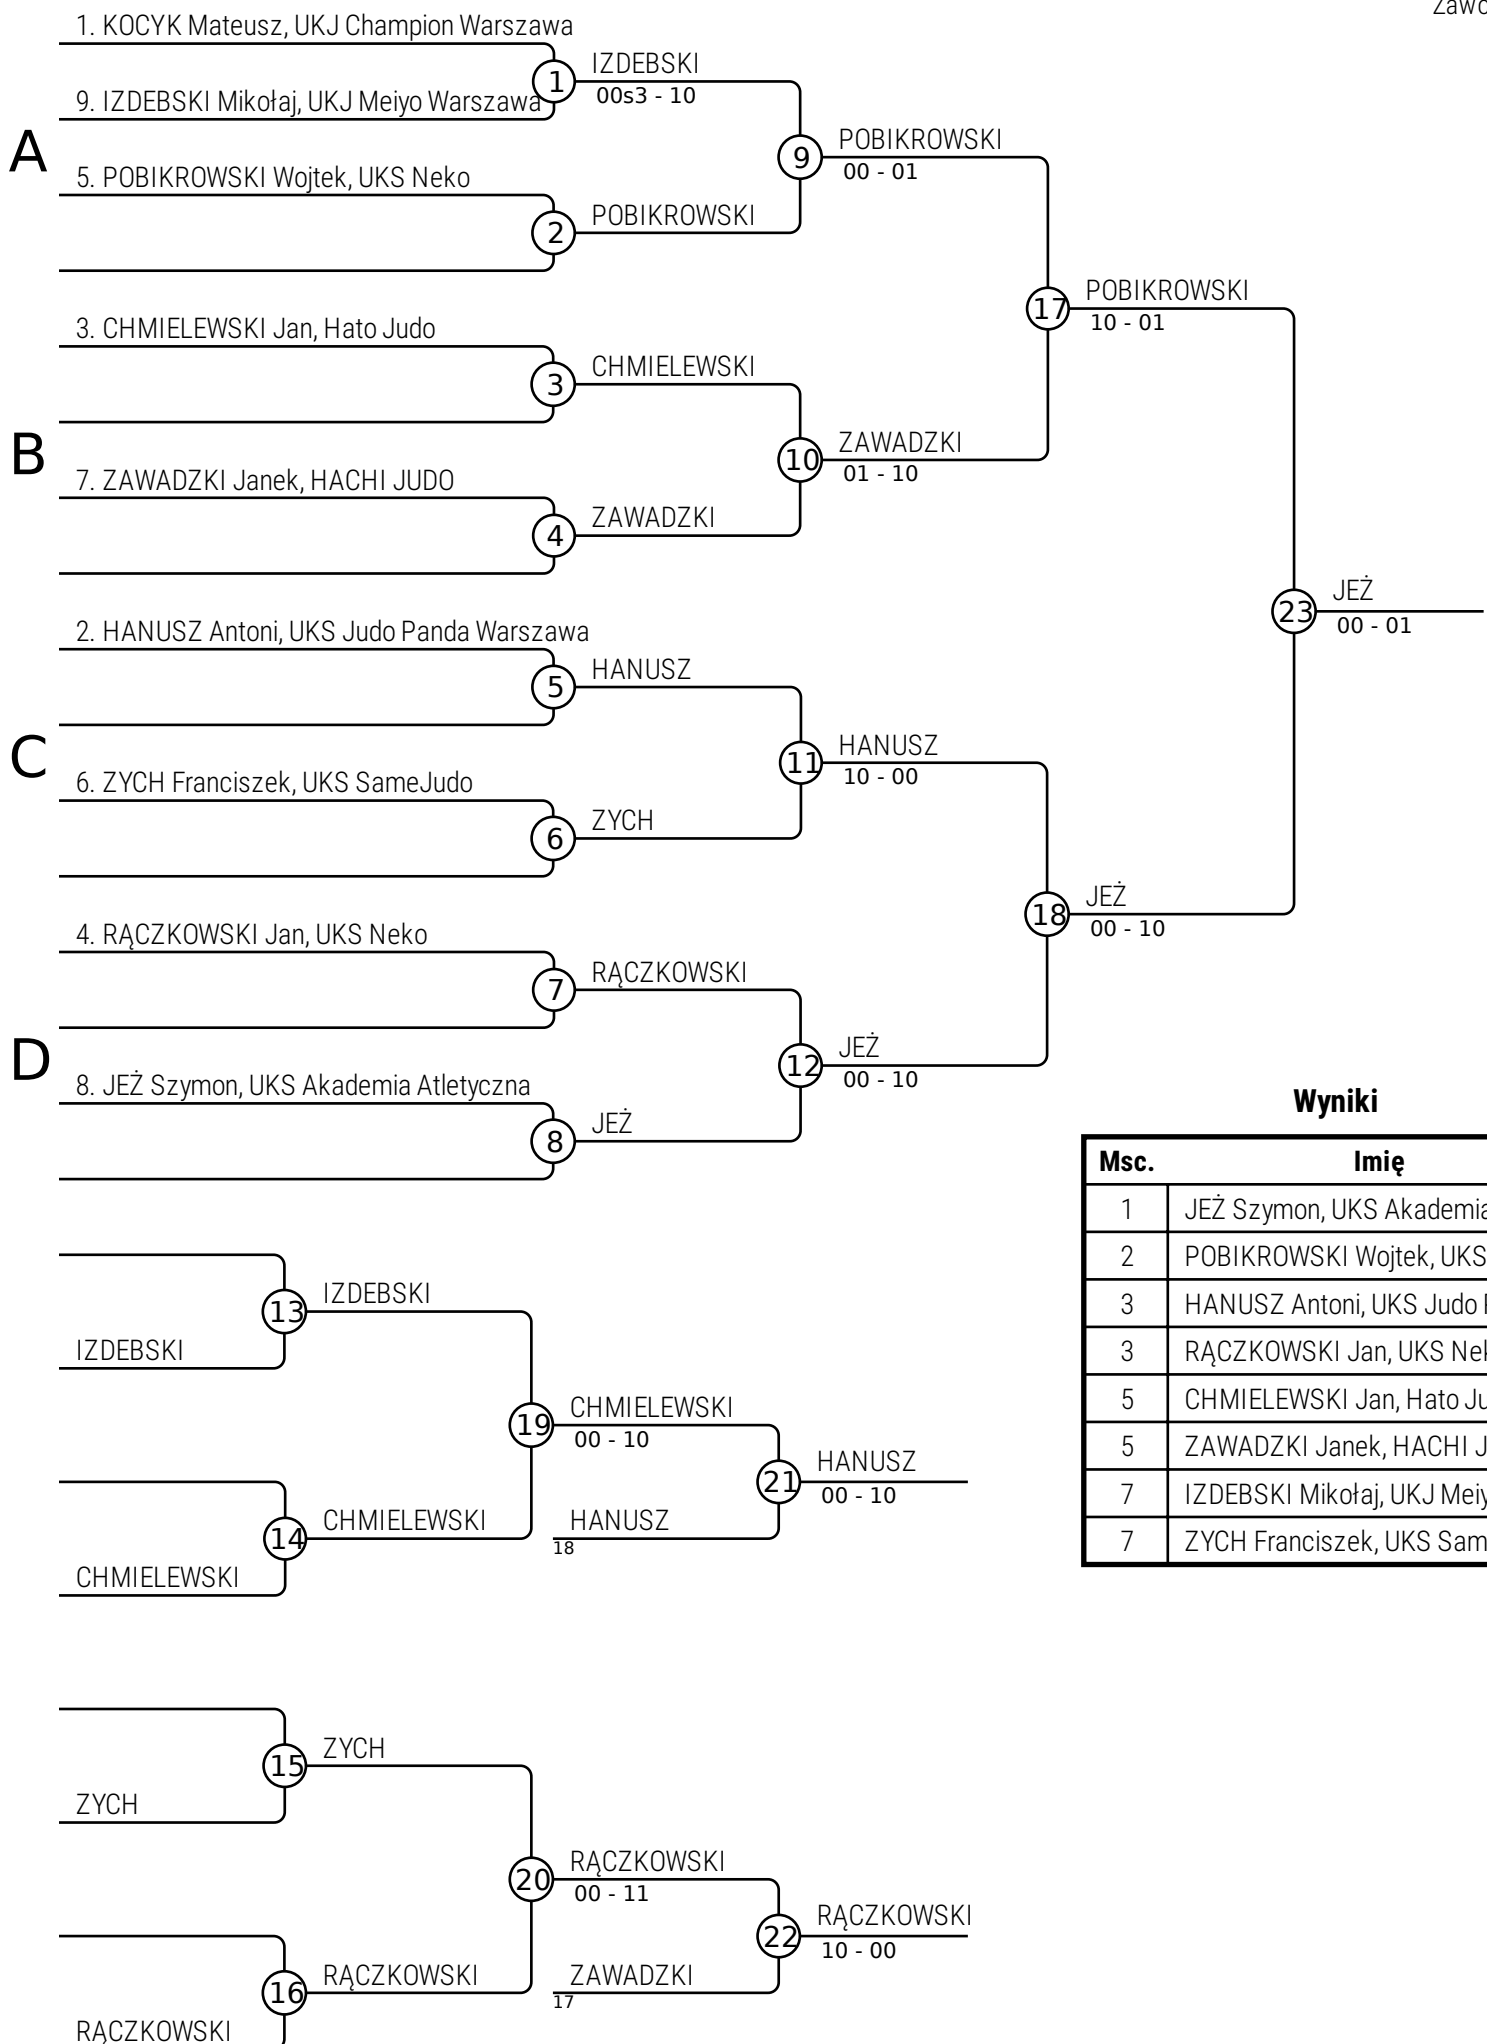 Zawo
1. KOCYK Mateusz, UKJ Champion Warszawa
1
IZDEBSKI
00s3 - 10
9. IZDEBSKI Mikołaj, UKJ Meiyo Warszawa
A
9
POBIKROWSKI
00 - 01
5. POBIKROWSKI Wojtek, UKS Neko
2
POBIKROWSKI
17
POBIKROWSKI
10 - 01
3. CHMIELEWSKI Jan, Hato Judo
3
CHMIELEWSKI
B
10
ZAWADZKI
01 - 10
7. ZAWADZKI Janek, HACHI JUDO
4
ZAWADZKI
23
JEŻ
00 - 01
2. HANUSZ Antoni, UKS Judo Panda Warszawa
5
HANUSZ
C
11
HANUSZ
10 - 00
6. ZYCH Franciszek, UKS SameJudo
6
ZYCH
18
JEŻ
00 - 10
4. RĄCZKOWSKI Jan, UKS Neko
7
RĄCZKOWSKI
D
12
JEŻ
00 - 10
8. JEŻ Szymon, UKS Akademia Atletyczna
8
JEŻ
Wyniki
Msc. Imię
1 JEŻ Szymon, UKS Akademia
2 POBIKROWSKI Wojtek, UKS
3 HANUSZ Antoni, UKS Judo
3 RĄCZKOWSKI Jan, UKS Nek
5 CHMIELEWSKI Jan, Hato Ju
5 ZAWADZKI Janek, HACHI J
7 IZDEBSKI Mikołaj, UKJ Meiy
7 ZYCH Franciszek, UKS Sam
13
IZDEBSKI
IZDEBSKI
19
CHMIELEWSKI
00 - 10
21
HANUSZ
00 - 10
14
CHMIELEWSKI
HANUSZ
18
CHMIELEWSKI
15
ZYCH
ZYCH
20
RĄCZKOWSKI
00 - 11
22
RĄCZKOWSKI
10 - 00
16
RĄCZKOWSKI
ZAWADZKI
17
RĄCZKOWSKI